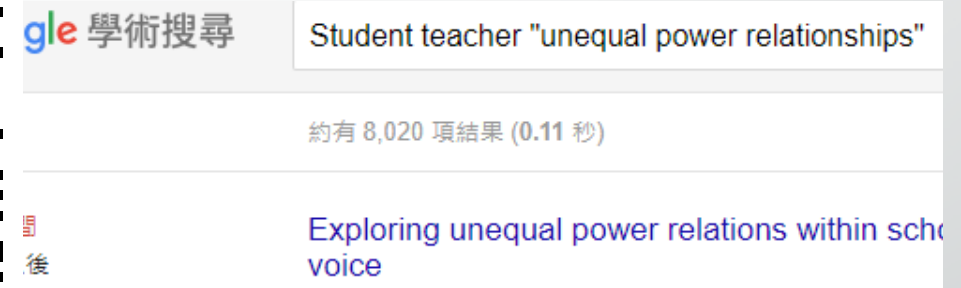 gle 學術搜尋
Student teacher "unequal power relationships"
約有 8,020 項結果 (0.11 秒)
Exploring unequal power relations within
voice
後